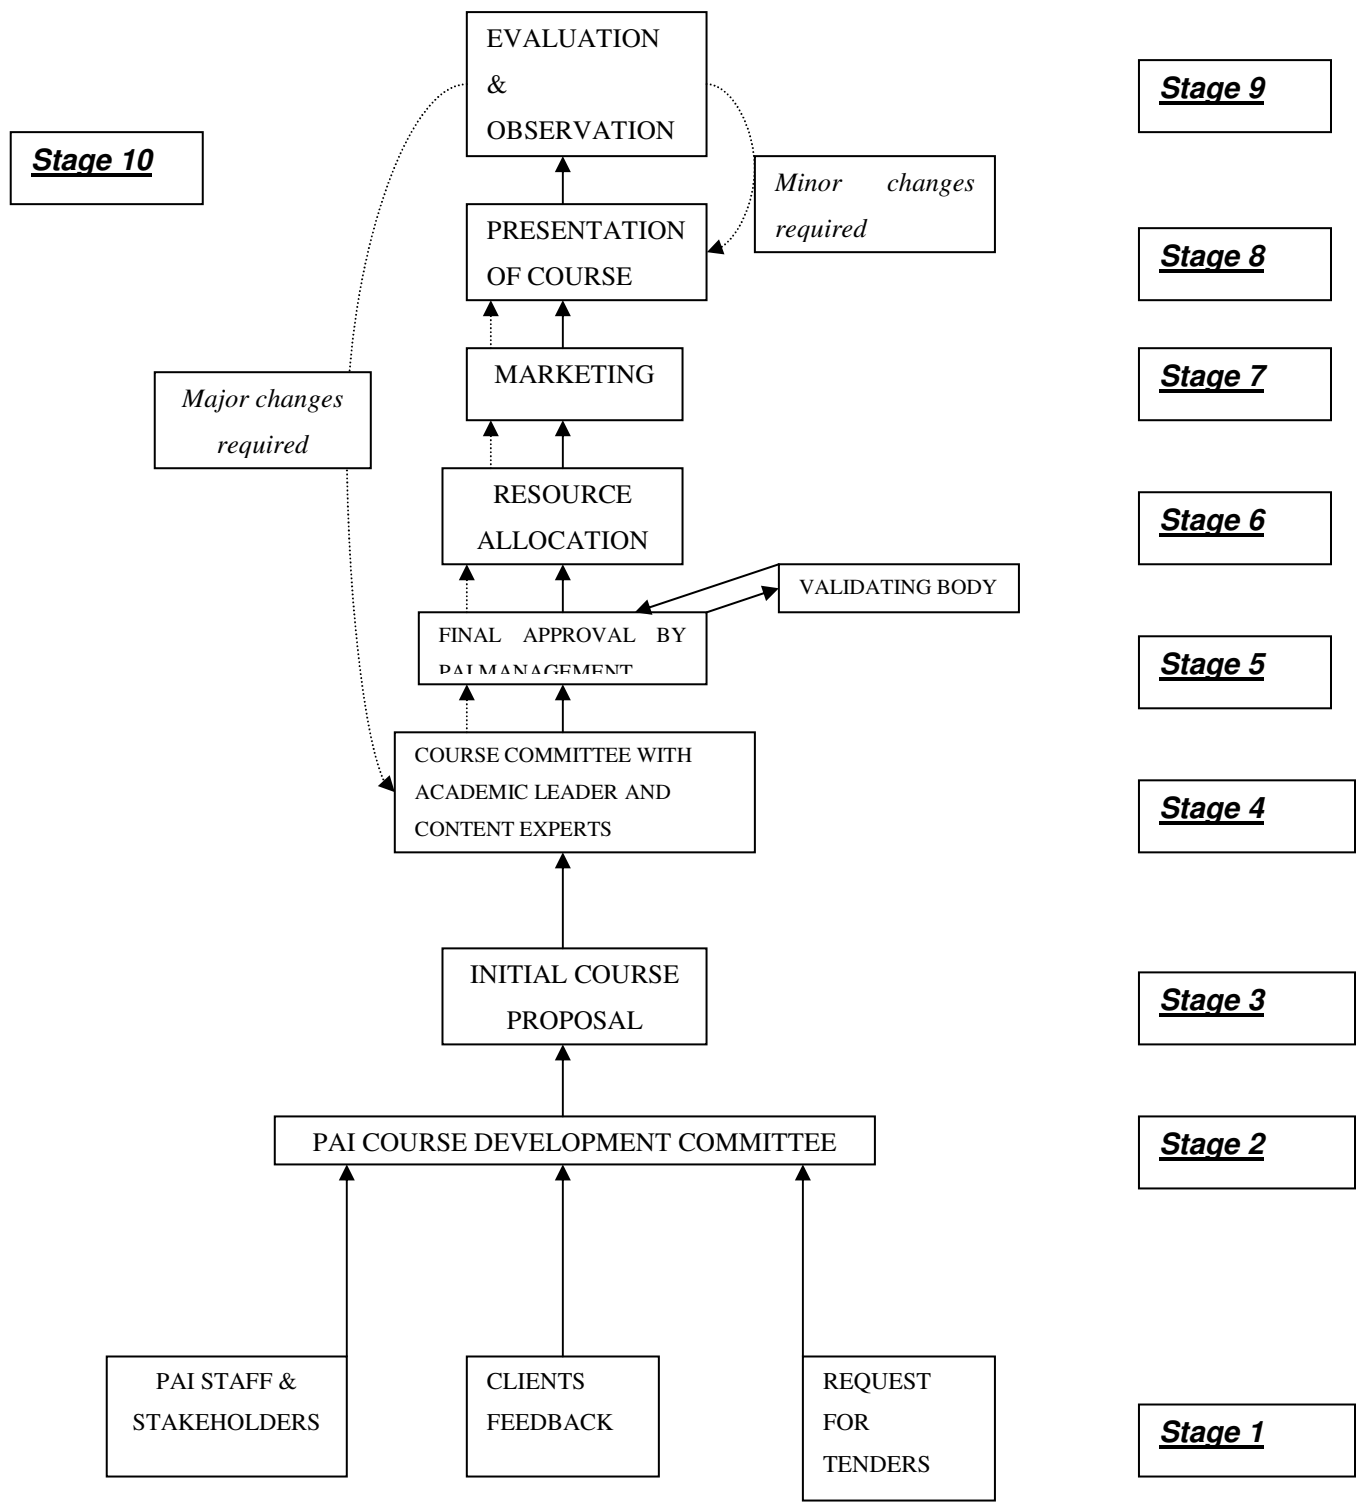 EVALUATION
&
OBSERVATION
Stage 9
Stage 10
Minor changes
required
PRESENTATION
OF COURSE
Stage 8
MARKETING
Stage 7
Major changes
required
RESOURCE
ALLOCATION
Stage 6
VALIDATING BODY
FINAL APPROVAL BY
PAI MANAGEMENT
Stage 5
COURSE COMMITTEE WITH
ACADEMIC LEADER AND
CONTENT EXPERTS
Stage 4
INITIAL COURSE
PROPOSAL
Stage 3
PAI COURSE DEVELOPMENT COMMITTEE
Stage 2
PAI STAFF &
STAKEHOLDERS
CLIENTS
FEEDBACK
REQUEST
FOR
TENDERS
Stage 1